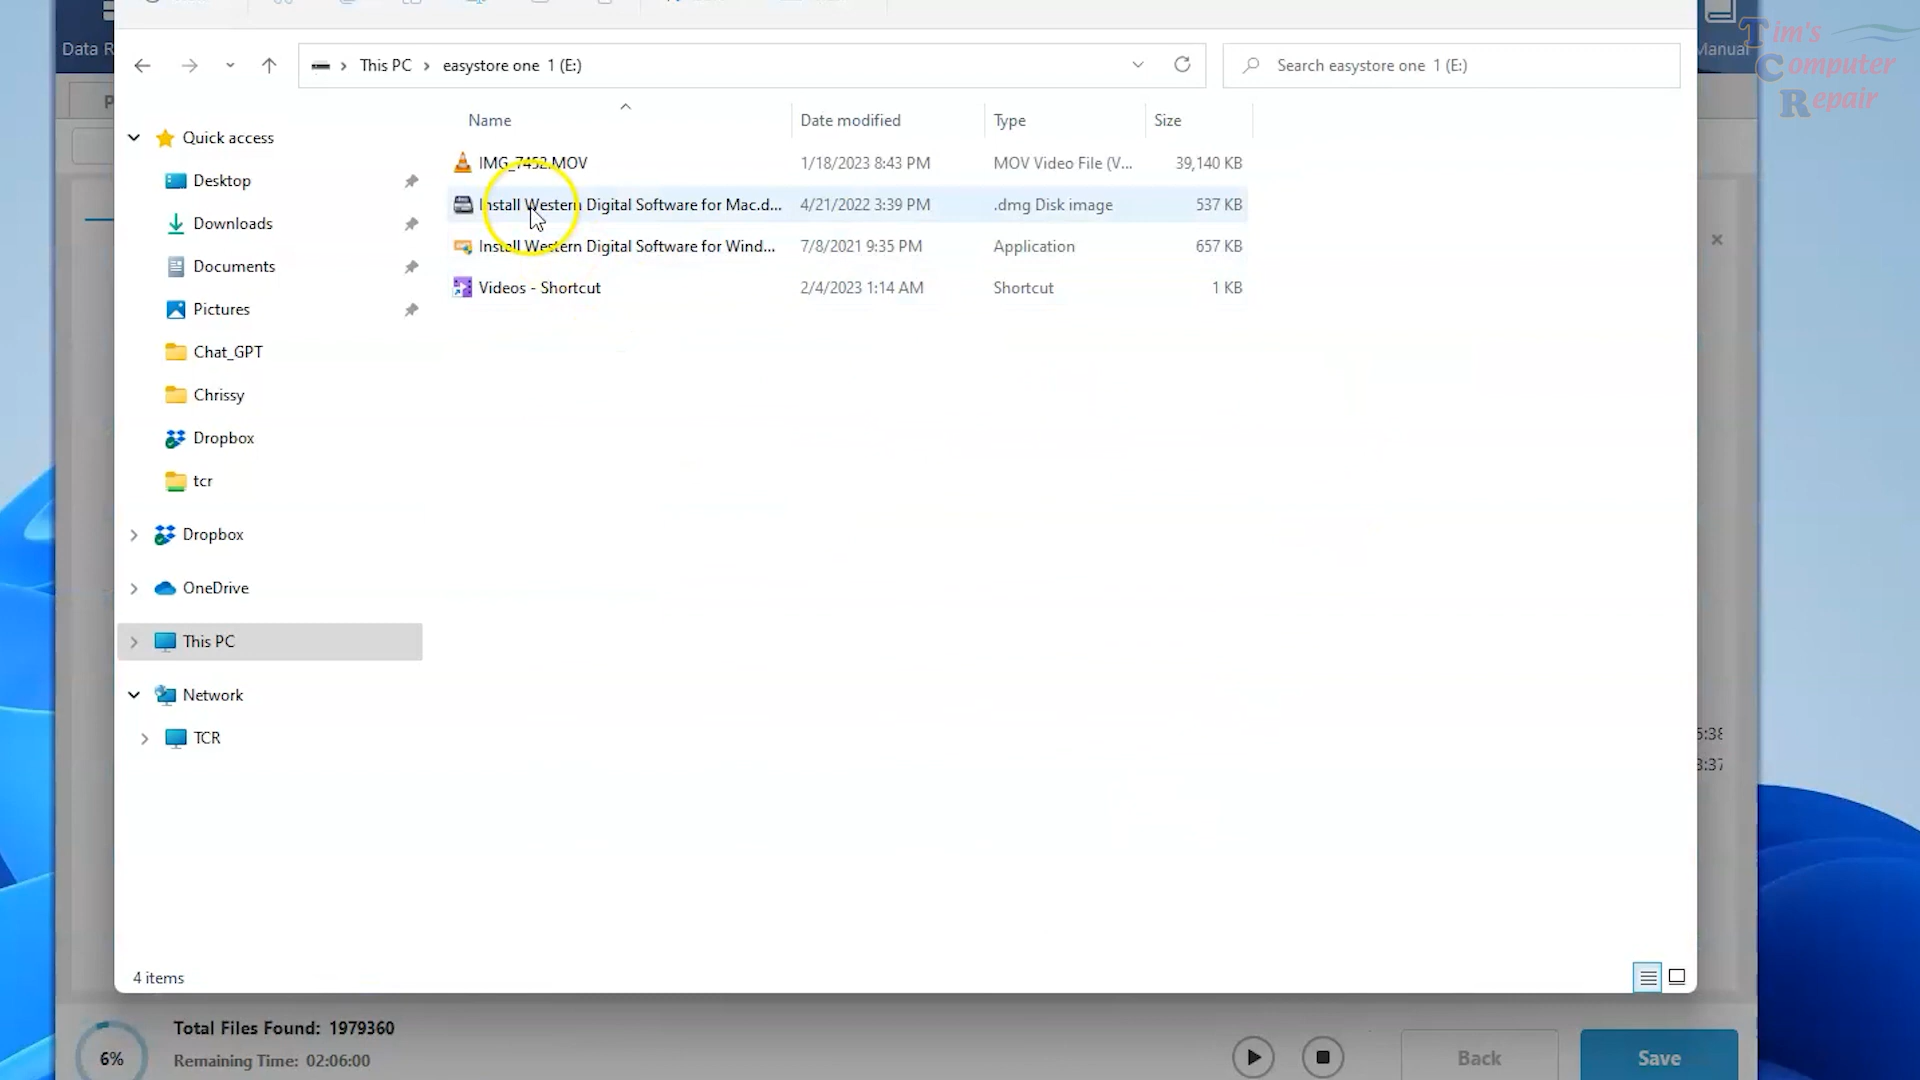 Data R
Manual
Tim's
Computer
Repair
This PC > easystore one 1 (E:)
Search easystore one 1 (E:)
P
Name
Date modified
Type
Size
Quick access
Desktop
Downloads
Documents
Pictures
Chat_GPT
Chrissy
Dropbox
tcr
Dropbox
OneDrive
This PC
Network
TCR
IMG_7452.MOV 1/18/2023 8:43 PM MOV Video File (V... 39,140 KB
Install Western Digital Software for Mac.d... 4/21/2022 3:39 PM .dmg Disk image 537 KB
Install Western Digital Software for Wind... 7/8/2021 9:35 PM Application 657 KB
Videos - Shortcut 2/4/2023 1:14 AM Shortcut 1 KB
5:38
3:37
4 items
6%
Total Files Found: 1979360
Remaining Time: 02:06:00
Back
Save